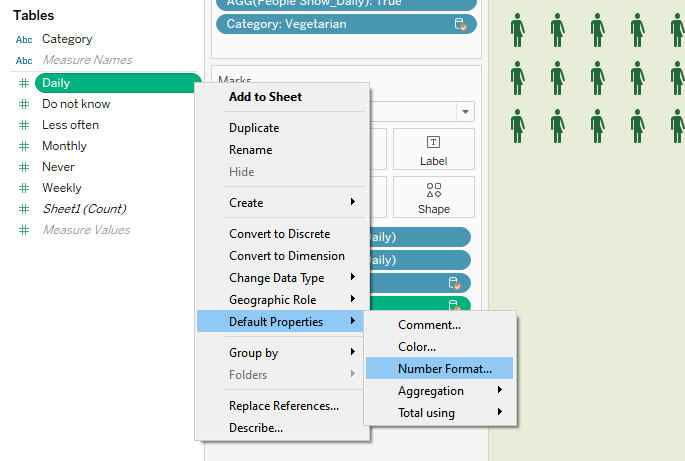 Tables
Abc Category
Abc Measure Names
# Daily
# Do not know
# Less often
# Monthly
# Never
# Weekly
# Sheet1 (Count)
# Measure Values
AGG(People Show_Daily): True
Category: Vegetarian
Marks
T
Label
Shape
aily)
aily)
Add to Sheet
Duplicate
Rename
Hide
Create
Convert to Discrete
Convert to Dimension
Change Data Type
Geographic Role
Default Properties
Group by
Folders
Replace References...
Describe...
Comment...
Color...
Number Format...
Aggregation
Total using